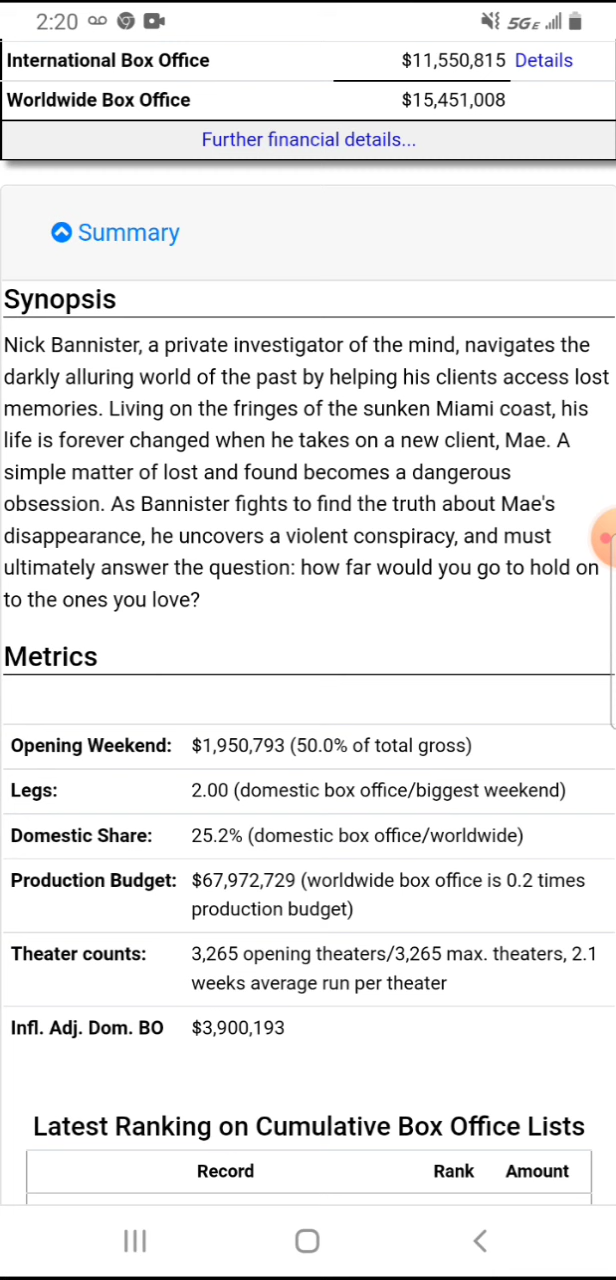 2:20
5GE
International Box Office $11,550,815 Details
Worldwide Box Office $15,451,008
Further financial details...
Summary
Synopsis
Nick Bannister, a private investigator of the mind, navigates the
darkly alluring world of the past by helping his clients access lost
memories. Living on the fringes of the sunken Miami coast, his
life is forever changed when he takes on a new client, Mae. A
simple matter of lost and found becomes a dangerous
obsession. As Bannister fights to find the truth about Mae's
disappearance, he uncovers a violent conspiracy, and must
ultimately answer the question: how far would you go to hold on
to the ones you love?
Metrics
Opening Weekend: $1,950,793 (50.0% of total gross)
Legs: 2.00 (domestic box office/biggest weekend)
Domestic Share: 25.2% (domestic box office/worldwide)
Production Budget: $67,972,729 (worldwide box office is 0.2 times
production budget)
Theater counts: 3,265 opening theaters/3,265 max. theaters, 2.1
weeks average run per theater
Infl. Adj. Dom. BO $3,900,193
Latest Ranking on Cumulative Box Office Lists
Record Rank Amount